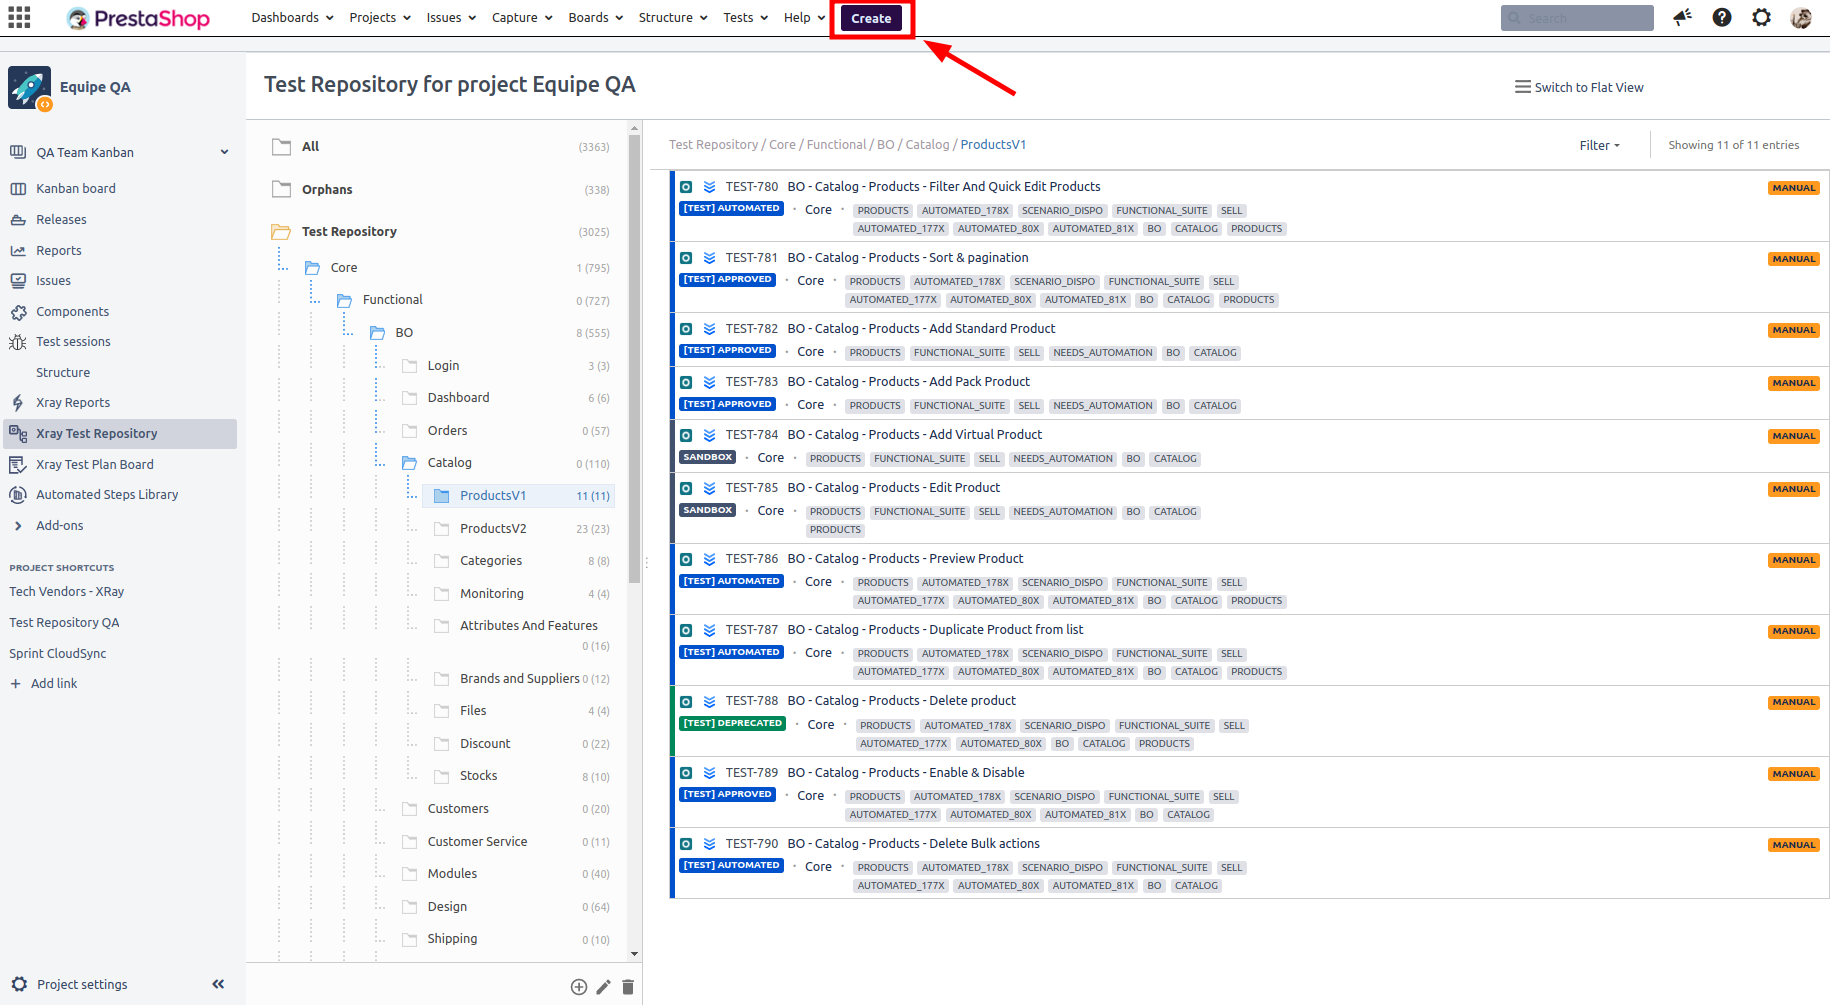 PrestaShop
Dashboards
Projects
Issues
Capture
Boards
Structure
Tests
Help
Create
Search
Equipe QA
QA Team Kanban
Kanban board
Releases
Reports
Issues
Components
Test sessions
Structure
Xray Reports
Xray Test Repository
Xray Test Plan Board
Automated Steps Library
Add-ons
PROJECT SHORTCUTS
Tech Vendors - XRay
Test Repository QA
Sprint CloudSync
+ Add link
Project settings
Test Repository for project Equipe QA
Switch to Flat View
All (3363)
Orphans (338)
Test Repository (3025)
Core 1 (795)
Functional 0 (727)
BO 8 (555)
Login 3 (3)
Dashboard 6 (6)
Orders 0 (57)
Catalog 0 (110)
ProductsV1 11 (11)
ProductsV2 23 (23)
Categories 8 (8)
Monitoring 4 (4)
Attributes And Features
0 (16)
Brands and Suppliers 0 (12)
Files 4 (4)
Discount 0 (22)
Stocks 8 (10)
Customers 0 (20)
Customer Service 0 (11)
Modules 0 (40)
Design 0 (64)
Shipping 0 (10)
Test Repository / Core / Functional / BO / Catalog / ProductsV1
Filter
Showing 11 of 11 entries
TEST-780 BO - Catalog - Products - Filter And Quick Edit Products MANUAL
[TEST] AUTOMATED · Core · PRODUCTS AUTOMATED_178X SCENARIO_DISPO FUNCTIONAL_SUITE SELL
AUTOMATED_177X AUTOMATED_80X AUTOMATED_81X BO CATALOG PRODUCTS
TEST-781 BO - Catalog - Products - Sort & pagination MANUAL
[TEST] APPROVED · Core · PRODUCTS AUTOMATED_178X SCENARIO_DISPO FUNCTIONAL_SUITE SELL
AUTOMATED_177X AUTOMATED_80X AUTOMATED_81X BO CATALOG PRODUCTS
TEST-782 BO - Catalog - Products - Add Standard Product MANUAL
[TEST] APPROVED · Core · PRODUCTS FUNCTIONAL_SUITE SELL NEEDS_AUTOMATION BO CATALOG
TEST-783 BO - Catalog - Products - Add Pack Product MANUAL
[TEST] APPROVED · Core · PRODUCTS FUNCTIONAL_SUITE SELL NEEDS_AUTOMATION BO CATALOG
TEST-784 BO - Catalog - Products - Add Virtual Product MANUAL
SANDBOX · Core · PRODUCTS FUNCTIONAL_SUITE SELL NEEDS_AUTOMATION BO CATALOG
TEST-785 BO - Catalog - Products - Edit Product MANUAL
SANDBOX · Core · PRODUCTS FUNCTIONAL_SUITE SELL NEEDS_AUTOMATION BO CATALOG
PRODUCTS
TEST-786 BO - Catalog - Products - Preview Product MANUAL
[TEST] AUTOMATED · Core · PRODUCTS AUTOMATED_178X SCENARIO_DISPO FUNCTIONAL_SUITE SELL
AUTOMATED_177X AUTOMATED_80X AUTOMATED_81X BO CATALOG PRODUCTS
TEST-787 BO - Catalog - Products - Duplicate Product from list MANUAL
[TEST] AUTOMATED · Core · PRODUCTS AUTOMATED_178X SCENARIO_DISPO FUNCTIONAL_SUITE SELL
AUTOMATED_177X AUTOMATED_80X AUTOMATED_81X BO CATALOG PRODUCTS
TEST-788 BO - Catalog - Products - Delete product MANUAL
[TEST] DEPRECATED · Core · PRODUCTS AUTOMATED_178X SCENARIO_DISPO FUNCTIONAL_SUITE SELL
AUTOMATED_177X AUTOMATED_80X BO CATALOG PRODUCTS
TEST-789 BO - Catalog - Products - Enable & Disable MANUAL
[TEST] APPROVED · Core · PRODUCTS AUTOMATED_178X SCENARIO_DISPO FUNCTIONAL_SUITE SELL
AUTOMATED_177X AUTOMATED_80X AUTOMATED_81X BO CATALOG
TEST-790 BO - Catalog - Products - Delete Bulk actions MANUAL
[TEST] AUTOMATED · Core · PRODUCTS AUTOMATED_178X SCENARIO_DISPO FUNCTIONAL_SUITE SELL
AUTOMATED_177X AUTOMATED_80X AUTOMATED_81X BO CATALOG